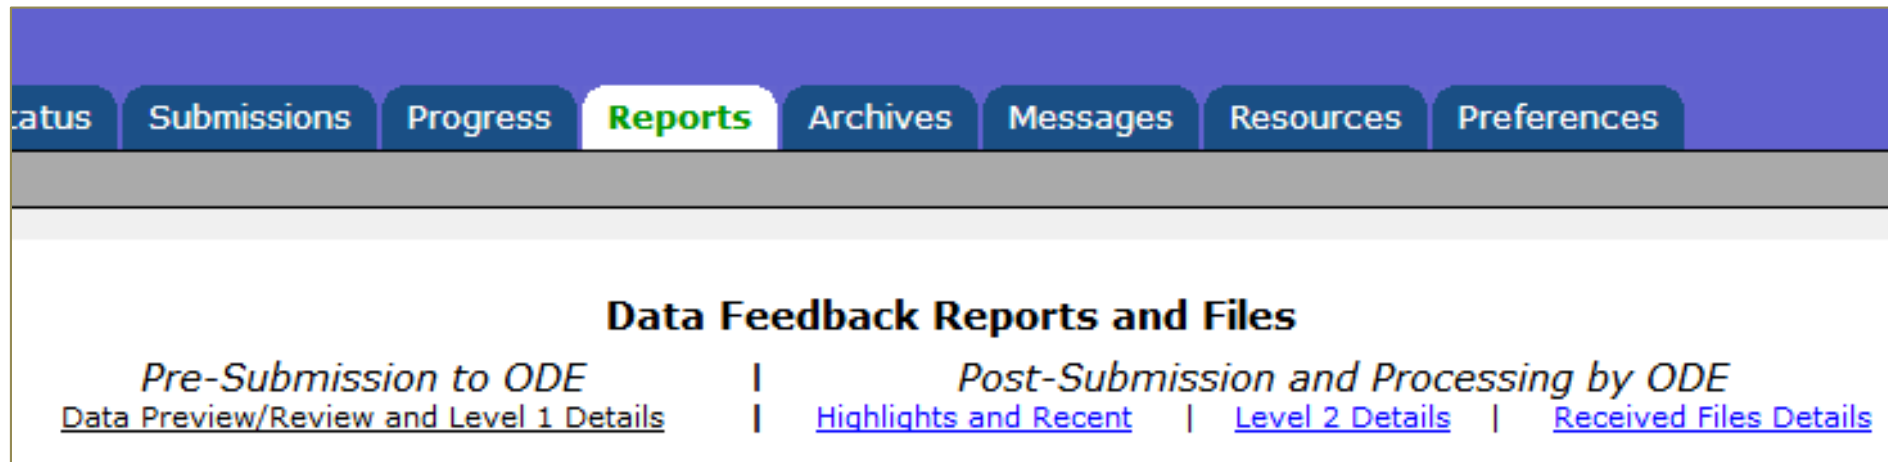 Submissions Progress Reports Archives Messages Resources Preferences
Data Feedback Reports and Files
Pre-Submission to ODE | Post-Submission and Processing by ODE
Data Preview/Review and Level 1 Details | Highlights and Recent | Level 2 Details | Received Files Details